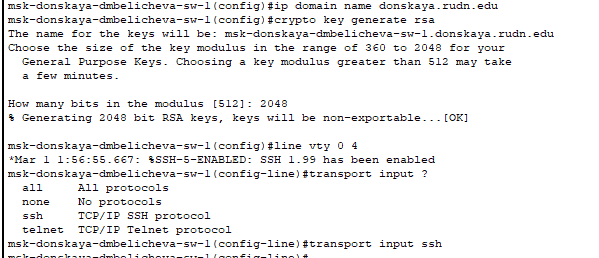 msk-donskaya-dmbelicheva-sw-1(config)#ip domain name donskaya.rudn.edu
msk-donskaya-dmbelicheva-sw-1(config)#crypto key generate rsa
The name for the keys will be: msk-donskaya-dmbelicheva-sw-1.donskaya.rudn.edu
Choose the size of the key modulus in the range of 360 to 2048 for your
  General Purpose Keys. Choosing a key modulus greater than 512 may take
  a few minutes.

How many bits in the modulus [512]: 2048
% Generating 2048 bit RSA keys, keys will be non-exportable...[OK]

msk-donskaya-dmbelicheva-sw-1(config)#line vty 0 4
*Mar 1 1:56:55.667: %SSH-5-ENABLED: SSH 1.99 has been enabled
msk-donskaya-dmbelicheva-sw-1(config-line)#transport input ?
  all     All protocols
  none    No protocols
  ssh     TCP/IP SSH protocol
  telnet  TCP/IP Telnet protocol
msk-donskaya-dmbelicheva-sw-1(config-line)#transport input ssh
msk-donskaya-dmbelicheva-sw-1(config-line)#